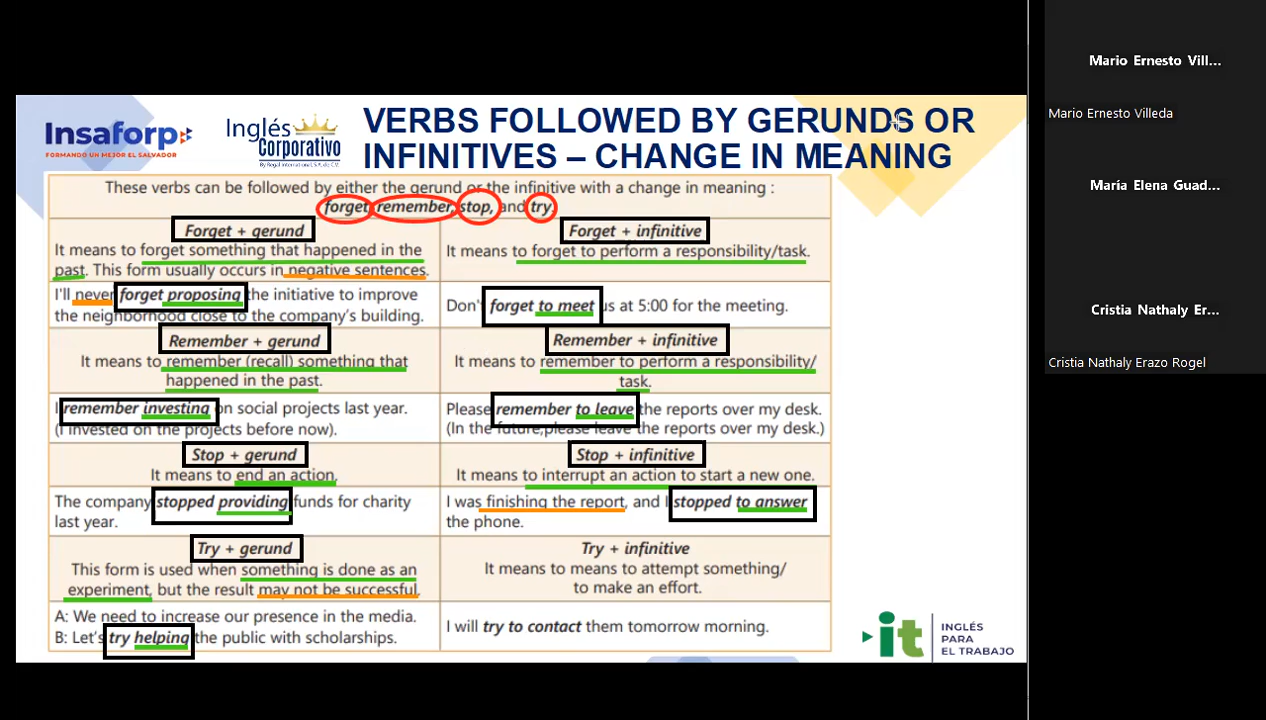 Insaforp
FORMANDO UN MEJOR EL SALVADOR
Inglés
Corporativo
By Regal International S.A. de C.V.
VERBS FOLLOWED BY GERUNDS OR
INFINITIVES – CHANGE IN MEANING
These verbs can be followed by either the gerund or the infinitive with a change in meaning :
forget, remember, stop, and try
Forget + gerund
It means to forget something that happened in the
past. This form usually occurs in negative sentences.
Forget + infinitive
It means to forget to perform a responsibility/task.
I'll never forget proposing the initiative to improve
the neighborhood close to the company's building.
Don' forget to meet us at 5:00 for the meeting.
Remember + gerund
It means to remember (recall) something that
happened in the past.
Remember + infinitive
It means to remember to perform a responsibility/
task.
I remember investing on social projects last year.
(I invested on the projects before now).
Please remember to leave the reports over my desk.
(In the future, please leave the reports over my desk.)
Stop + gerund
It means to end an action.
Stop + infinitive
It means to interrupt an action to start a new one.
The company stopped providing funds for charity
last year.
I was finishing the report, and I stopped to answer
the phone.
Try + gerund
This form is used when something is done as an
experiment, but the result may not be successful.
Try + infinitive
It means to means to attempt something/
to make an effort.
A: We need to increase our presence in the media.
B: Let's try helping the public with scholarships.
I will try to contact them tomorrow morning.
it
INGLÉS
PARA
EL TRABAJO
Mario Ernesto Vill...
Mario Ernesto Villeda
María Elena Guad...
Cristia Nathaly Er...
Cristia Nathaly Erazo Rogel